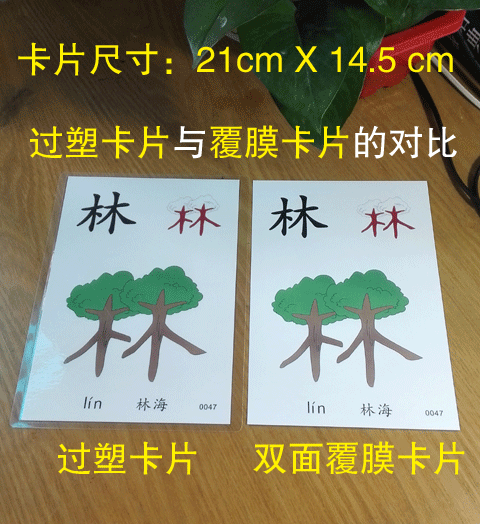 卡片尺寸：21cm X 14.5 cm
过塑卡片与覆膜卡片的对比
林 林
林 林
lín 林海 0047
lín 林海 0047
过塑卡片 双面覆膜卡片